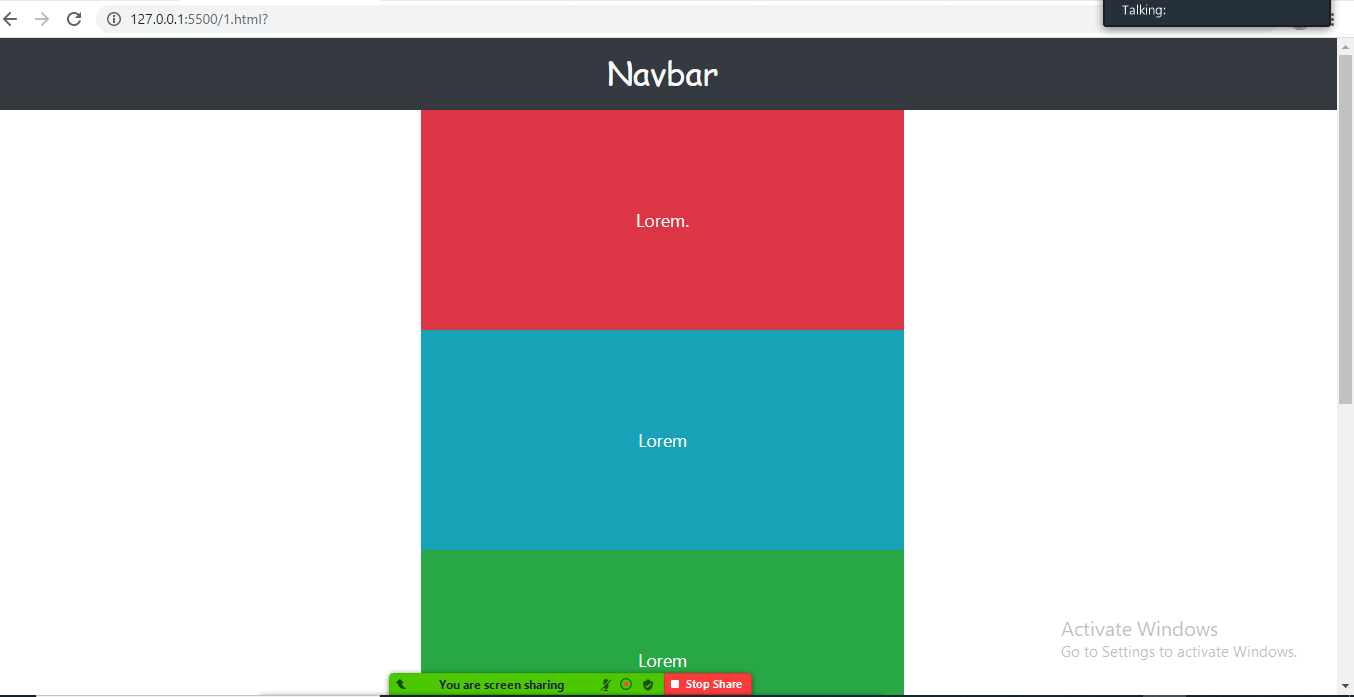 127.0.0.1:5500/1.html?
Talking:
Navbar
Lorem.
Lorem
Lorem
Activate Windows
Go to Settings to activate Windows.
You are screen sharing
Stop Share